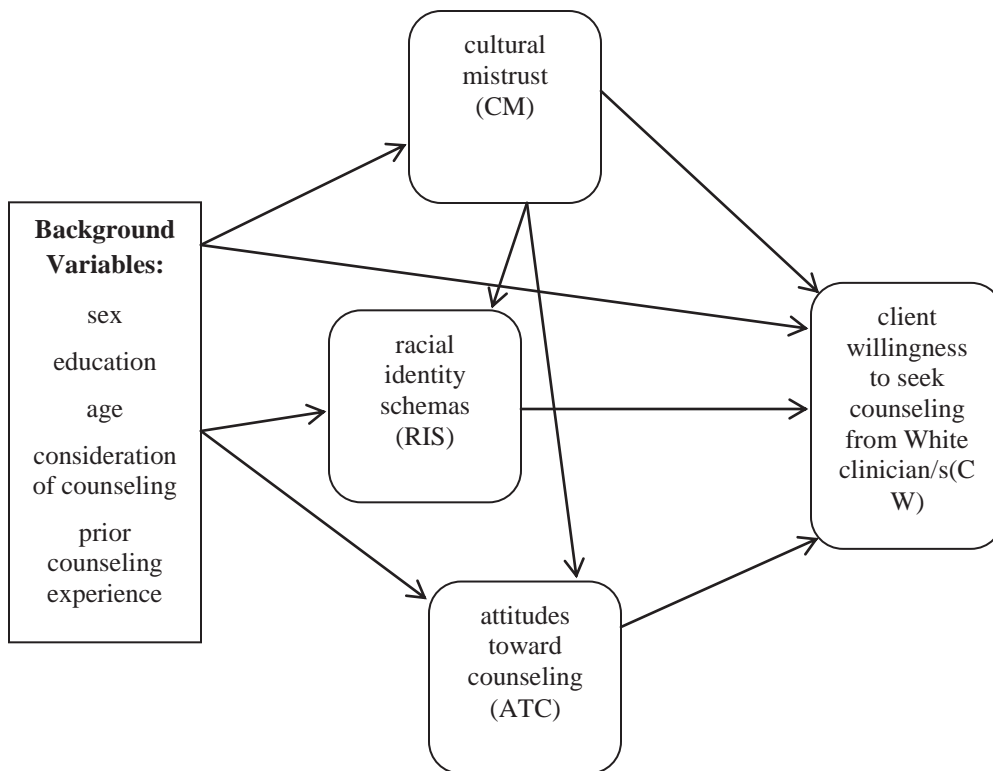 cultural
mistrust
(CM)
Background
Variables:
sex
education
age
consideration
of counseling
prior
counseling
experience
racial
identity
schemas
(RIS)
client
willingness
to seek
counseling
from White
clinician/s(C
W)
attitudes
toward
counseling
(ATC)